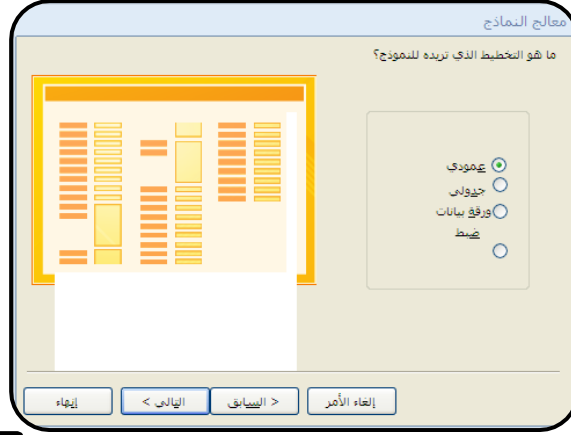 معالج النماذج
ما هو التخطيط الذي تريده للنموذج؟
عمودي
جدولي
ورقة بيانات
ضبط
إلغاء الأمر
< السابق
التالي >
إنهاء